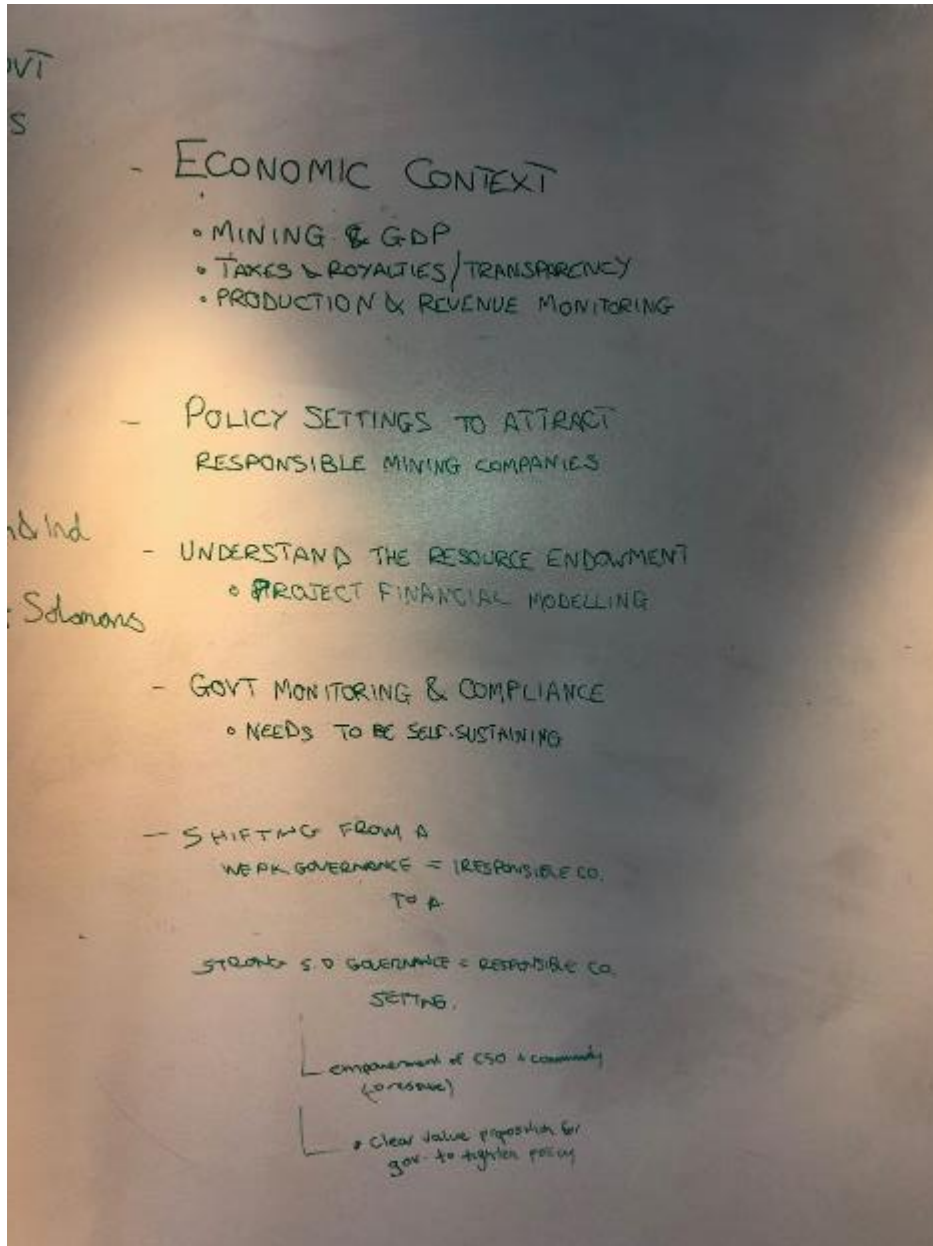 OVT
S
- ECONOMIC CONTEXT
• MINING & GDP
• TAXES & ROYALTIES/TRANSPARENCY
• PRODUCTION & REVENUE MONITORING
- POLICY SETTINGS TO ATTRACT
RESPONSIBLE MINING COMPANIES
& Ind
- UNDERSTAND THE RESOURCE ENDOWMENT
• PROJECT FINANCIAL MODELLING
: Solomons
- GOVT MONITORING & COMPLIANCE
• NEEDS TO BE SELF-SUSTAINING
- SHIFTING FROM A
WEAK GOVERNANCE = IRESPONSIBLE CO.
TO A
STRONG S.D GOVERNANCE = RESPONSIBLE CO.
SETTING.
empowerment of CSO & community
(pressure)
• Clear value proposition for
gov. to tighten policy